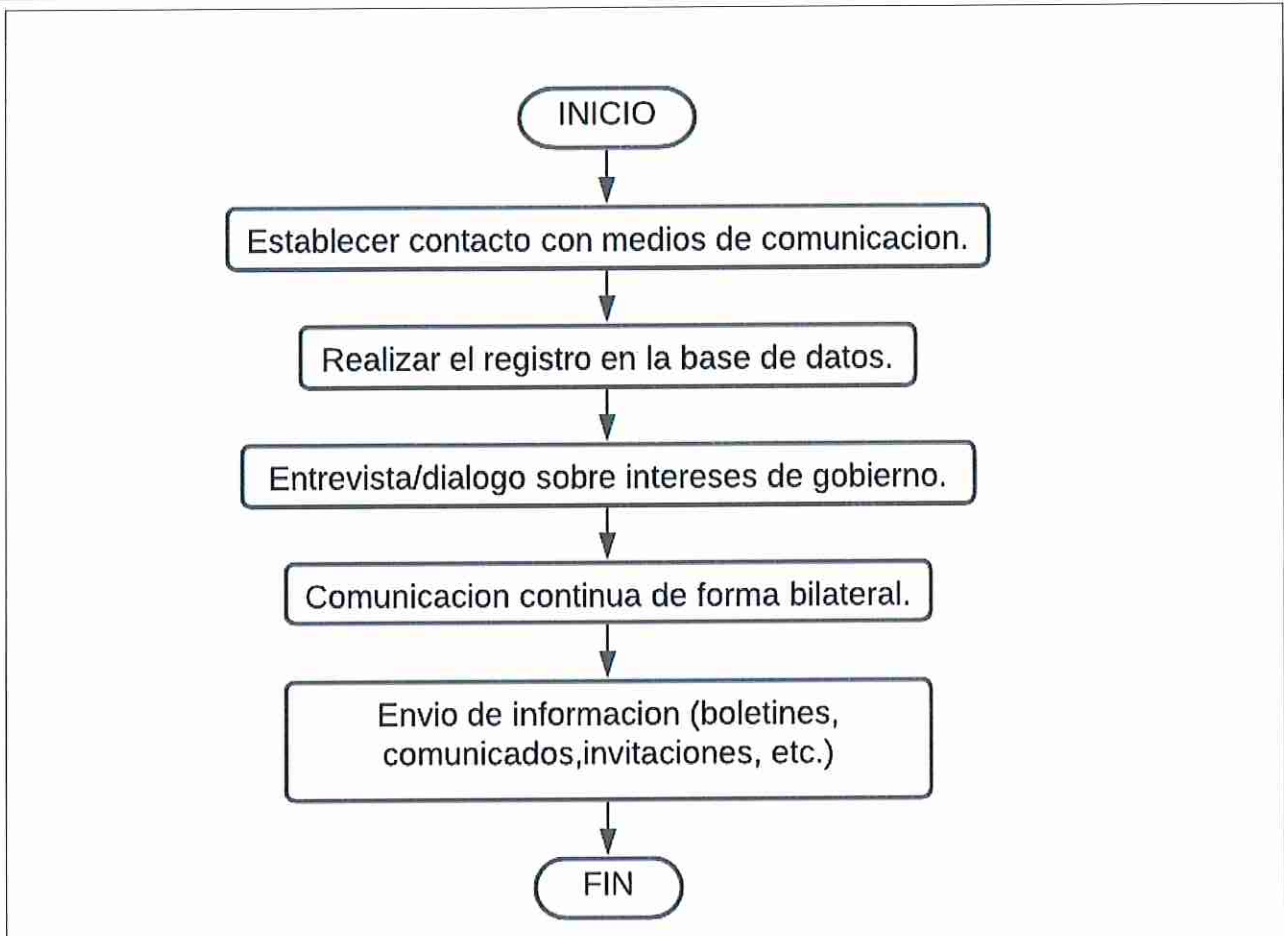 INICIO
Establecer contacto con medios de comunicacion.
Realizar el registro en la base de datos.
Entrevista/dialogo sobre intereses de gobierno.
Comunicacion continua de forma bilateral.
Envio de informacion (boletines,
comunicados,invitaciones, etc.)
FIN